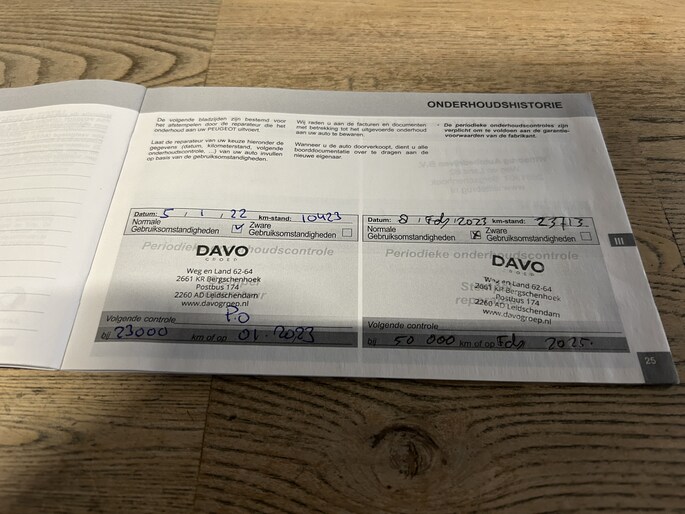 ONDERHOUDSHISTORIE
De volgende bladzijden zijn bestemd voor
het afstempelen door de reparateur die het
onderhoud aan uw PEUGEOT uitvoert.
Laat de reparateur van uw keuze hieronder de
gegevens (datum, kilometerstand, volgende
onderhoudscontrole, ...) van uw auto invullen
op basis van de gebruiksomstandigheden.
Wij raden u aan de facturen en documenten
met betrekking tot het uitgevoerde onderhoud
aan uw auto te bewaren.
Wanneer u de auto doorverkoopt, dient u alle
boorddocumentatie over te dragen aan de
nieuwe eigenaar.
• De periodieke onderhoudscontroles zijn
verplicht om te voldoen aan de garantie-
voorwaarden van de fabrikant.
Datum: 5 / 1 / 22 km-stand: 10423
Normale
Gebruiksomstandigheden
Zware
Gebruiksomstandigheden
Periodieke onderhoudscontrole
DAVO
GROEP
Weg en Land 62-64
2661 KR Bergschenhoek
Postbus 174
2260 AD Leidschendam
www.davogroep.nl
P.O
Volgende controle
bij 23000 km of op 01.2023
Datum: 8 / Feb / 2023 km-stand: 23713
Normale
Gebruiksomstandigheden
Zware
Gebruiksomstandigheden
Periodieke onderhoudscontrole
DAVO
GROEP
Weg en Land 62-64
2661 KR Bergschenhoek
Postbus 174
2260 AD Leidschendam
www.davogroep.nl
Volgende controle
bij 50 000 km of op Feb 2025.
III
25